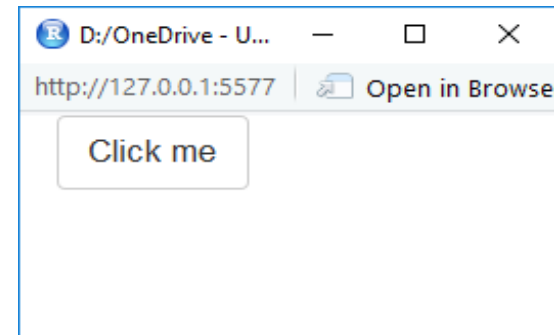 R D:/OneDrive - U...
http://127.0.0.1:5577 Open in Browse
Click me